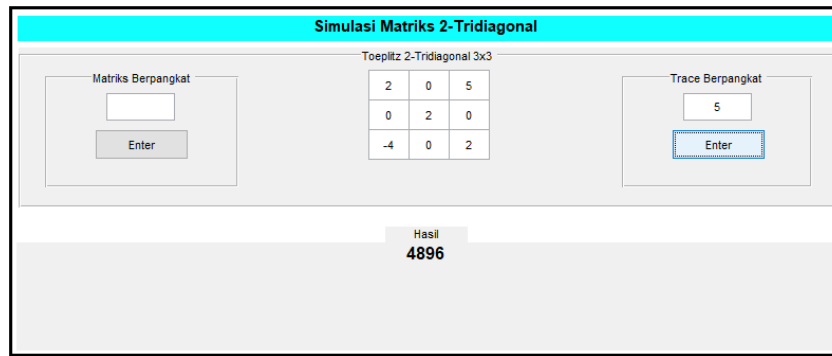 Simulasi Matriks 2-Tridiagonal
Toeplitz 2-Tridiagonal 3x3
Matriks Berpangkat
Trace Berpangkat
2 0 5
0 2 0
-4 0 2
5
Enter
Enter
Hasil
4896